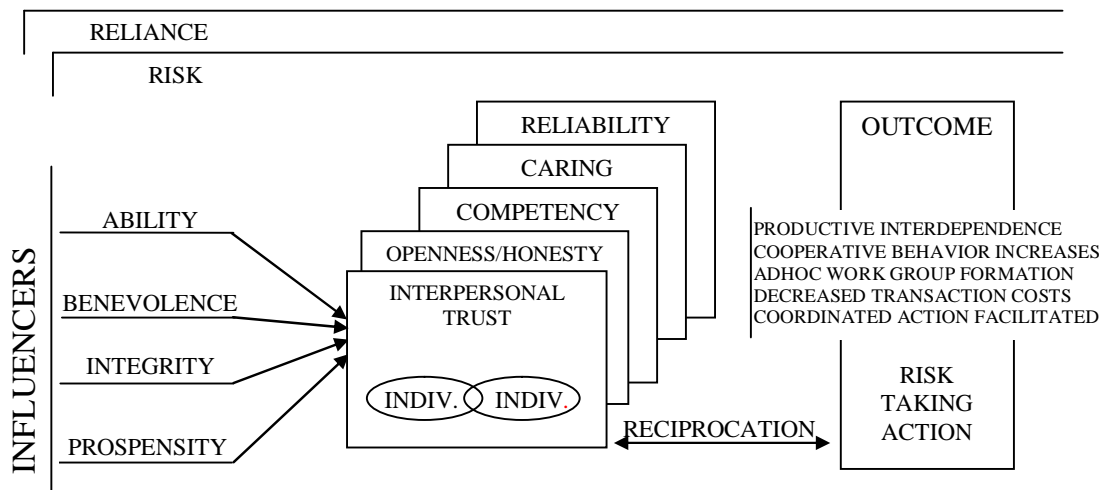 RELIANCE
RISK
INFLUENCERS
ABILITY
BENEVOLENCE
INTEGRITY
PROSPENSITY
RELIABILITY
CARING
COMPETENCY
OPENNESS/HONESTY
INTERPERSONAL
TRUST
INDIV. INDIV.
RECIPROCATION
OUTCOME
PRODUCTIVE INTERDEPENDENCE
COOPERATIVE BEHAVIOR INCREASES
ADHOC WORK GROUP FORMATION
DECREASED TRANSACTION COSTS
COORDINATED ACTION FACILITATED
RISK
TAKING
ACTION